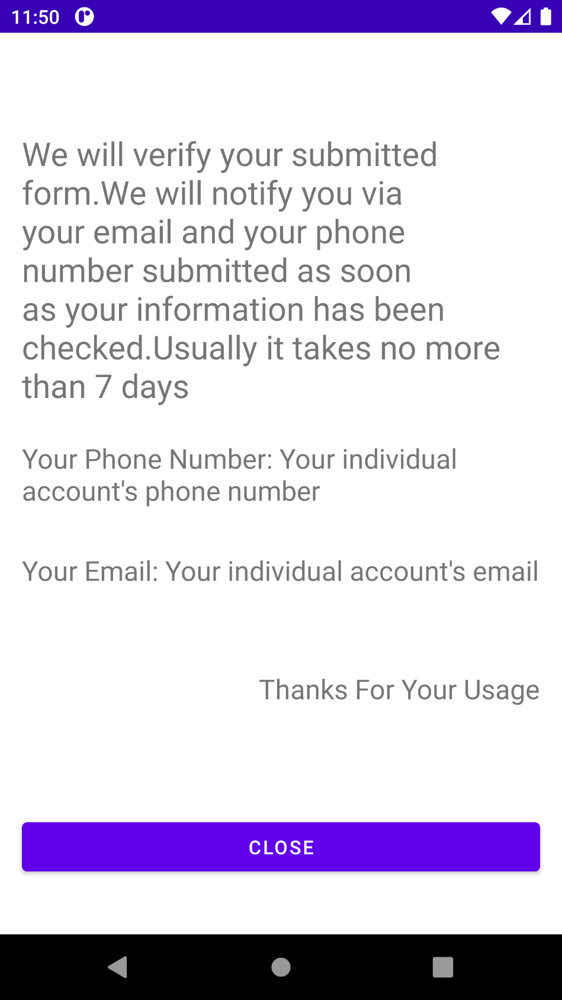 11:50
We will verify your submitted
form.We will notify you via
your email and your phone
number submitted as soon
as your information has been
checked.Usually it takes no more
than 7 days
Your Phone Number: Your individual
account's phone number
Your Email: Your individual account's email
Thanks For Your Usage
CLOSE